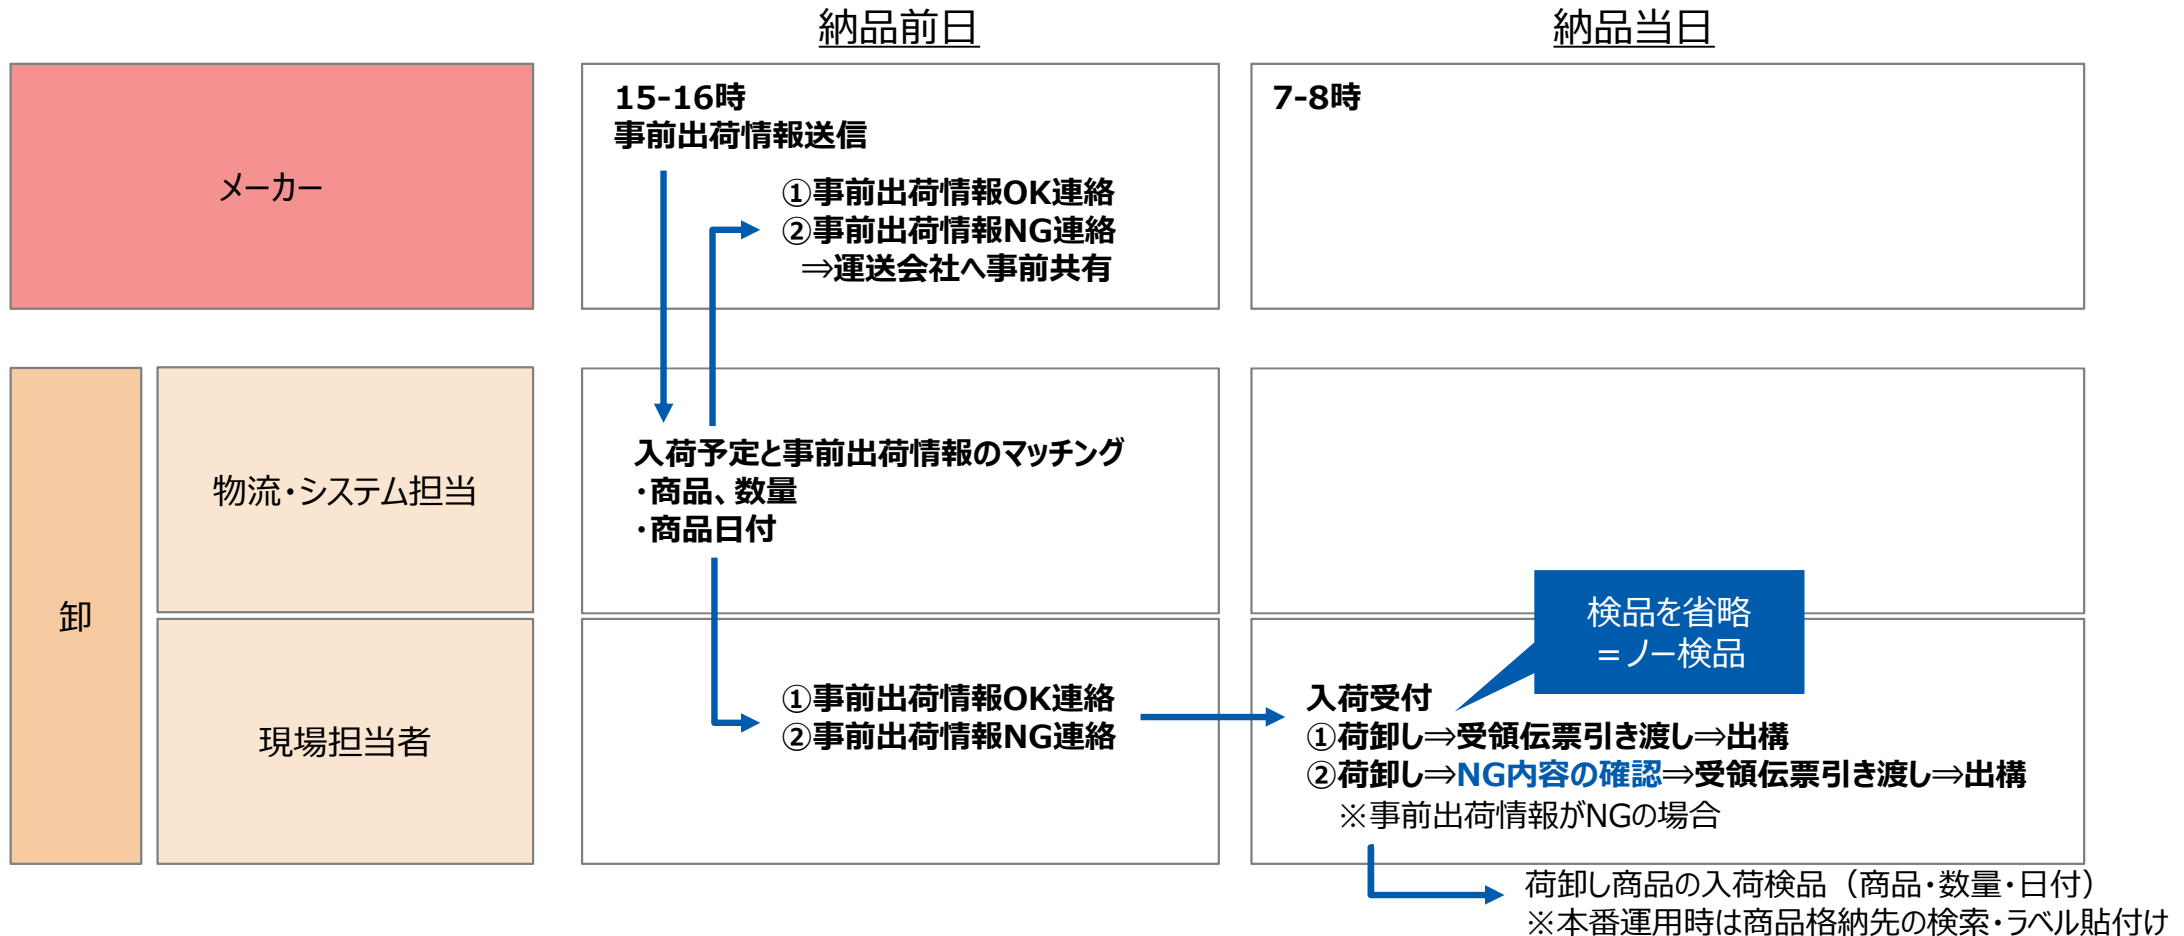 納品前日
納品当日
メーカー
15-16時
事前出荷情報送信
①事前出荷情報OK連絡
②事前出荷情報NG連絡
⇒運送会社へ事前共有
7-8時
卸
物流・システム担当
入荷予定と事前出荷情報のマッチング
・商品、数量
・商品日付
検品を省略
=ノー検品
現場担当者
①事前出荷情報OK連絡
②事前出荷情報NG連絡
入荷受付
①荷卸し⇒受領伝票引き渡し⇒出構
②荷卸し⇒NG内容の確認⇒受領伝票引き渡し⇒出構
※事前出荷情報がNGの場合
荷卸し商品の入荷検品（商品・数量・日付）
※本番運用時は商品格納先の検索・ラベル貼付け